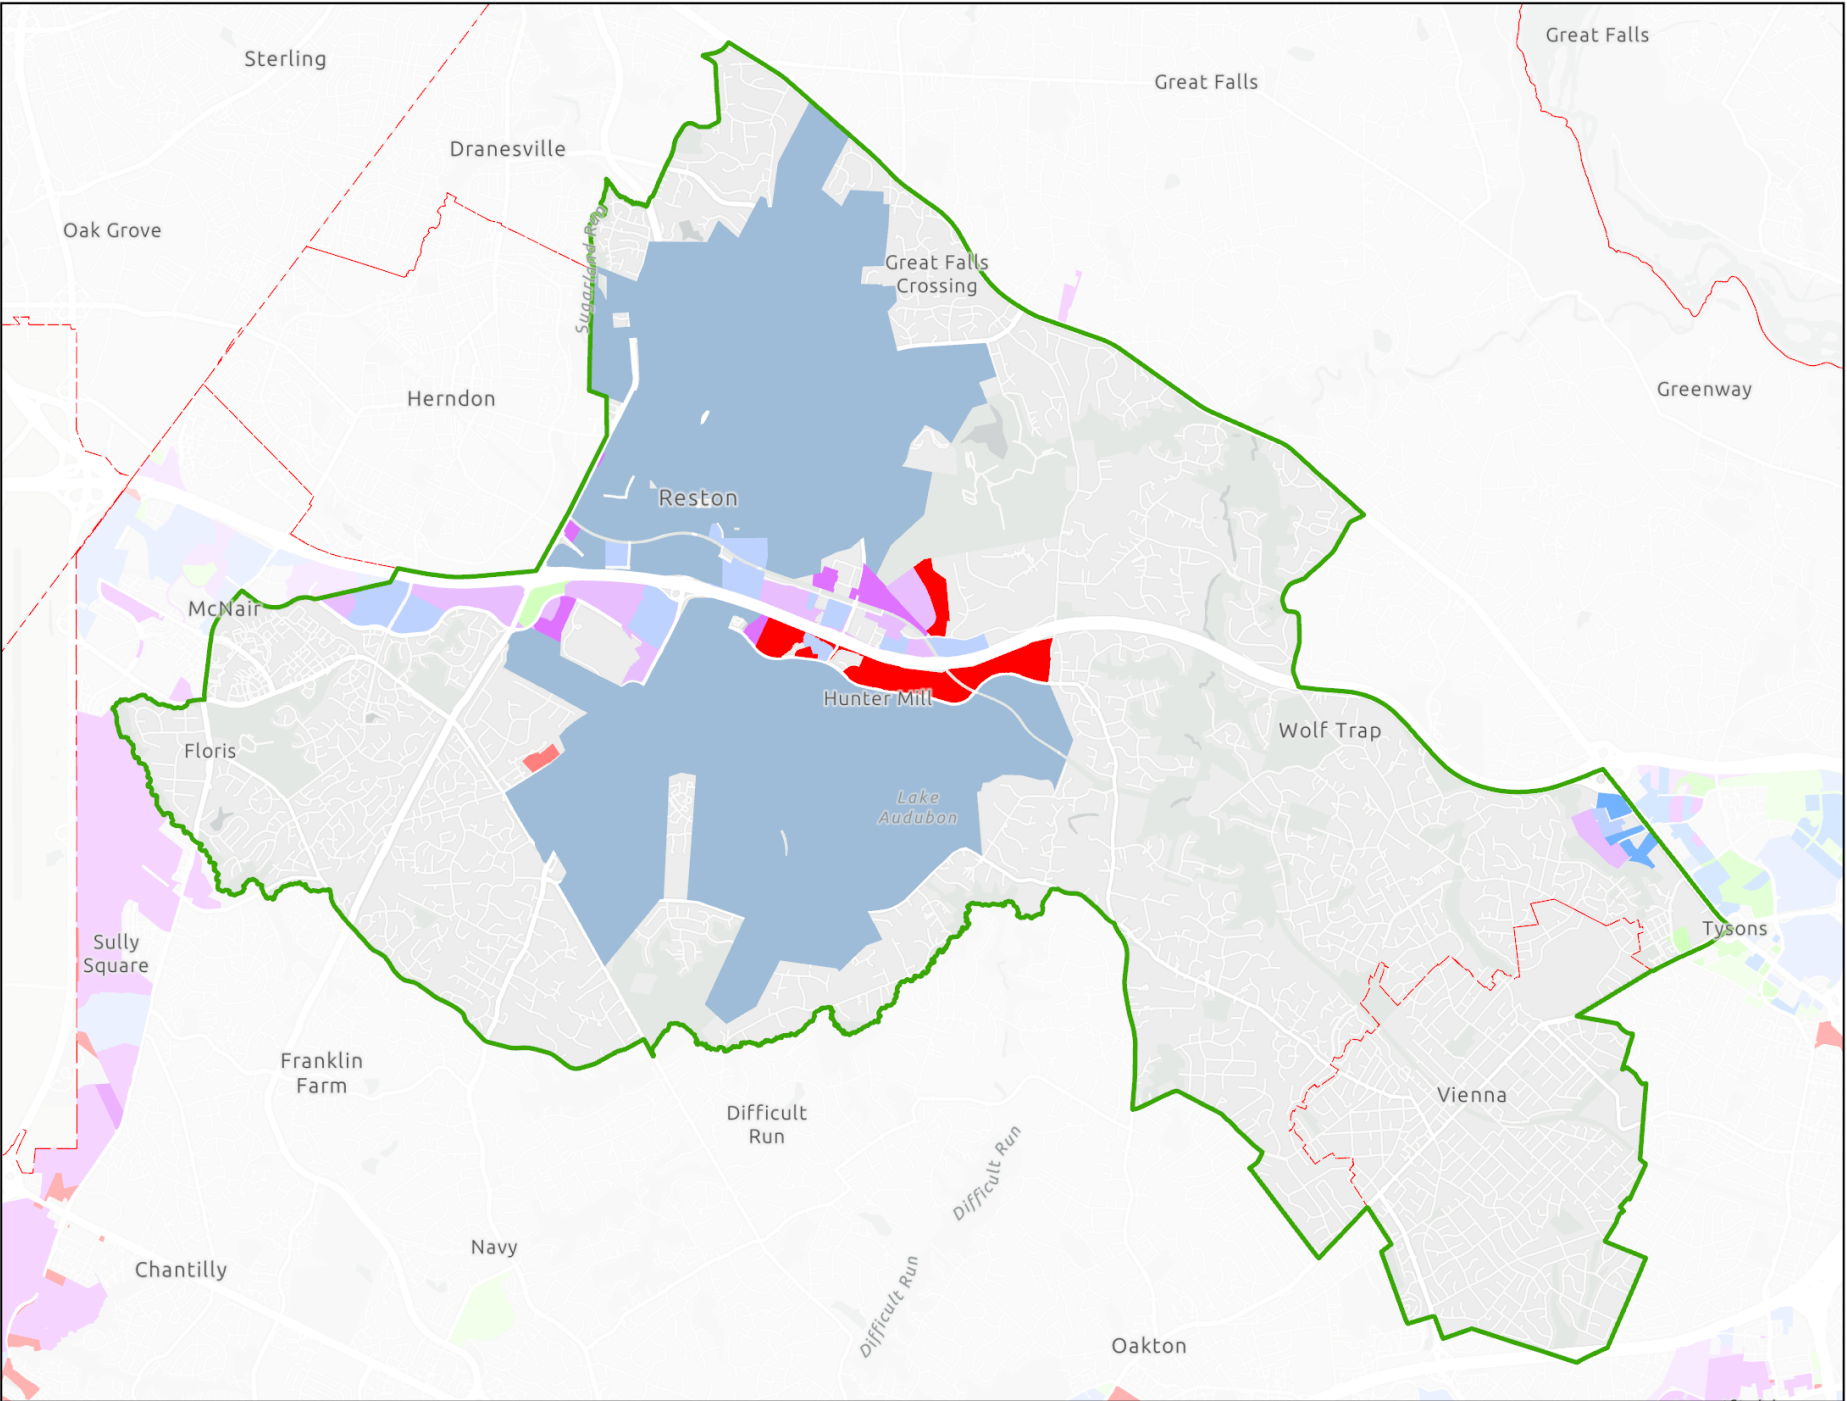 Great Falls
Sterling
Great Falls
Dranesville
Oak Grove
Sugarland Run
Great Falls
Crossing
Greenway
Herndon
Reston
McNair
Hunter Mill
Wolf Trap
Floris
Lake
Audubon
Tysons
Sully
Square
Franklin
Farm
Vienna
Difficult
Run
Difficult Run
Navy
Chantilly
Difficult Run
Oakton